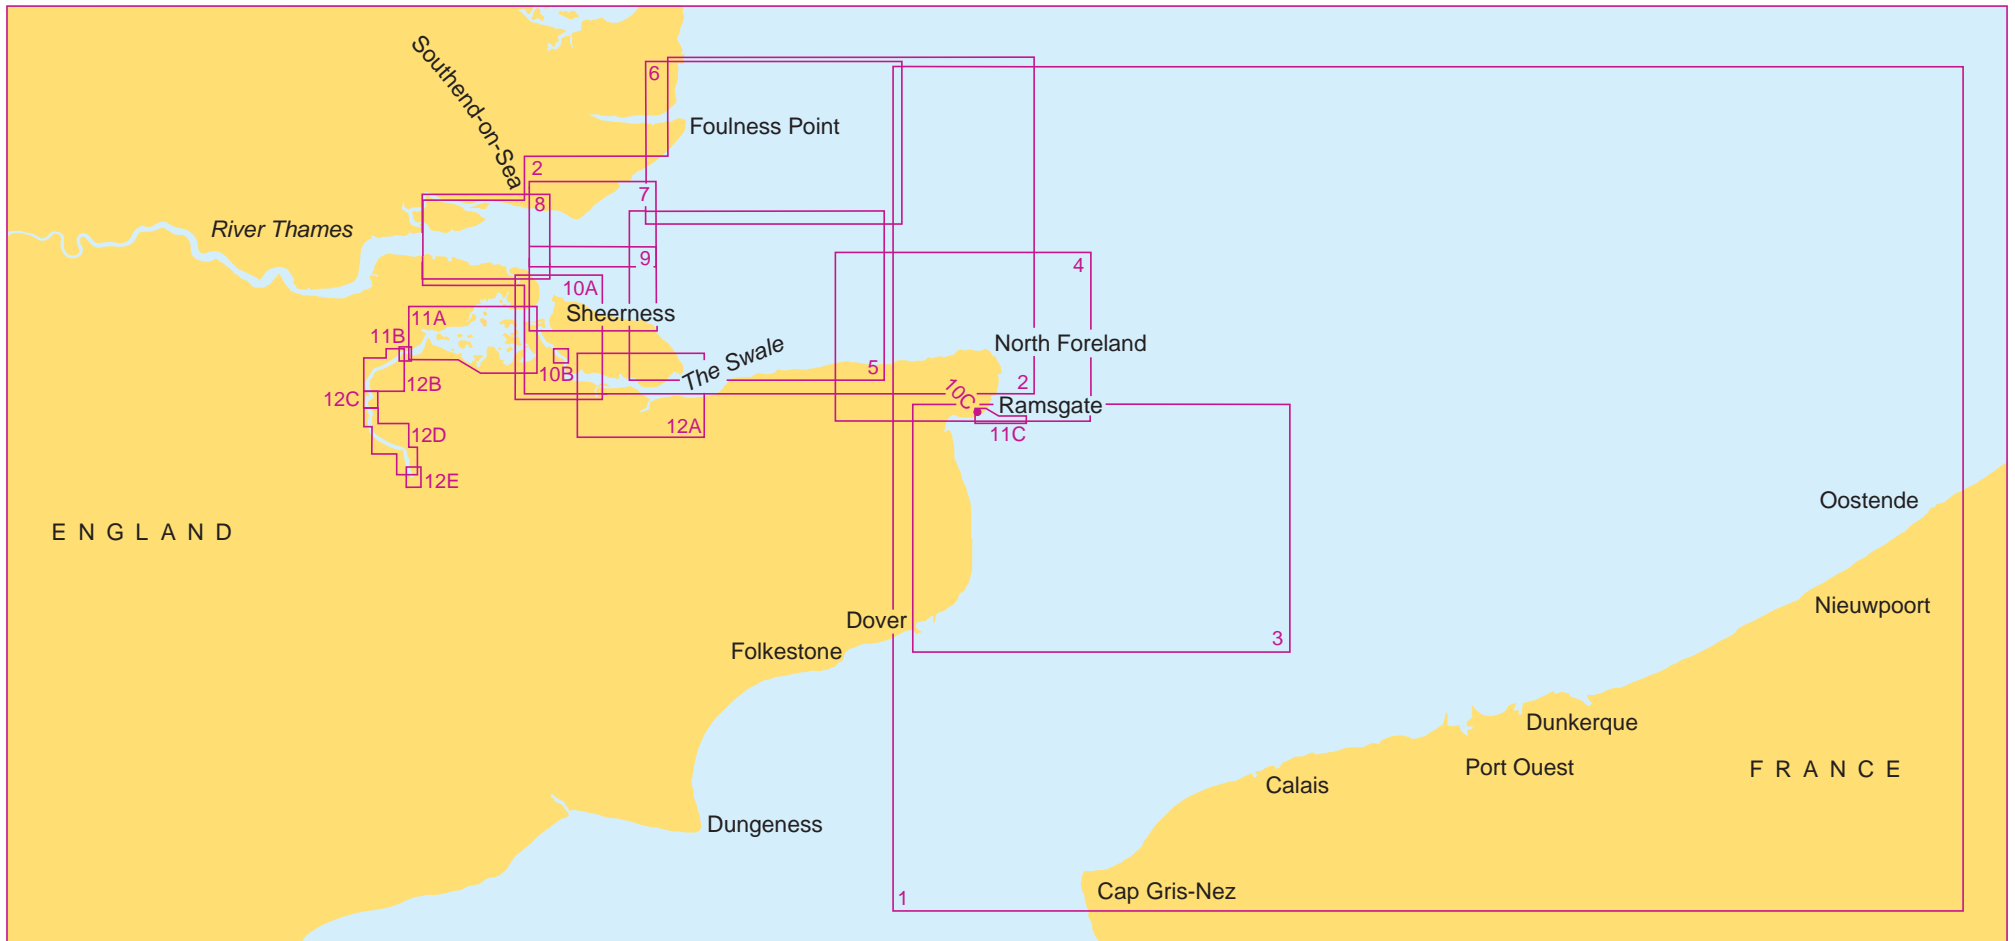 Southend-on-Sea
6
Foulness Point
2
7
8
River Thames
9
4
10A
Sheerness
11A
11B
North Foreland
The Swale
5
10B
12B
2
10C
12C
Ramsgate
12A
11C
12D
12E
Oostende
ENGLAND
Nieuwpoort
Dover
3
Folkestone
Dunkerque
Port Ouest
FRANCE
Calais
Dungeness
Cap Gris-Nez
1